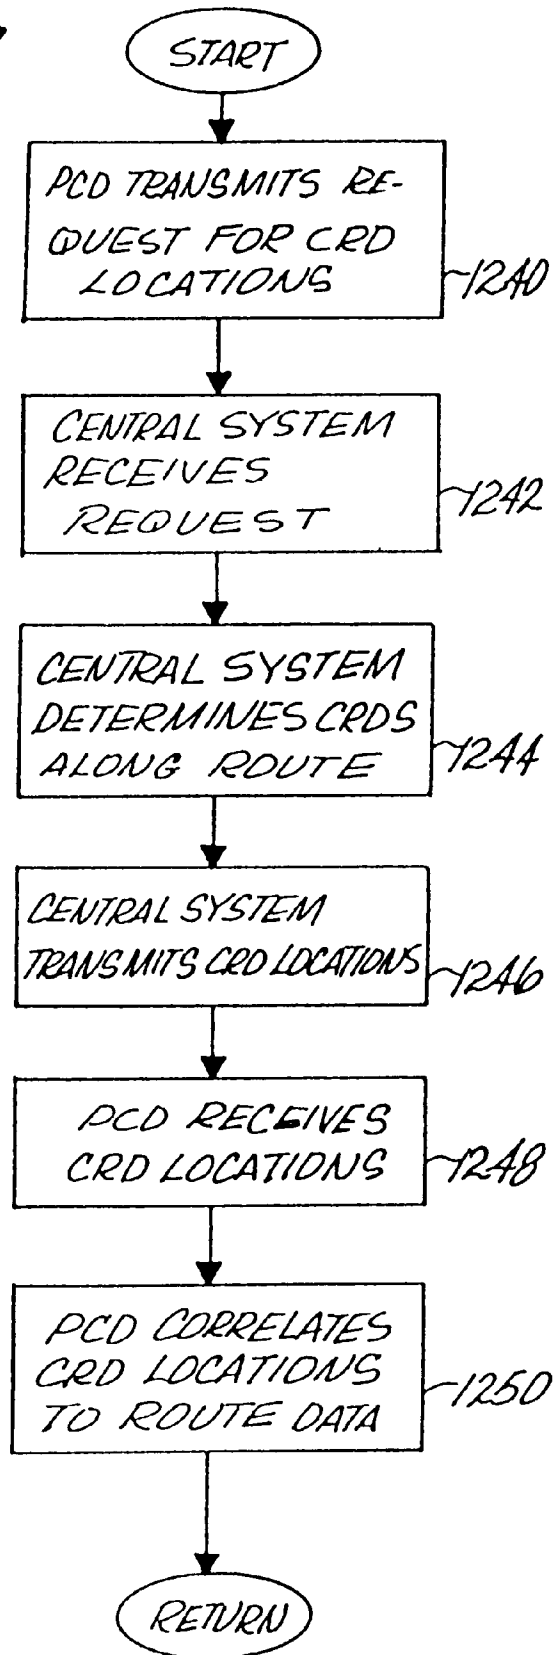 START
PCD TRANSMITS RE-
QUEST FOR CRD
LOCATIONS
1240
CENTRAL SYSTEM
RECEIVES
REQUEST
1242
CENTRAL SYSTEM
DETERMINES CRDS
ALONG ROUTE
1244
CENTRAL SYSTEM
TRANSMITS CRD LOCATIONS
1246
PCD RECEIVES
CRD LOCATIONS
1248
PCD CORRELATES
CRD LOCATIONS
TO ROUTE DATA
1250
RETURN